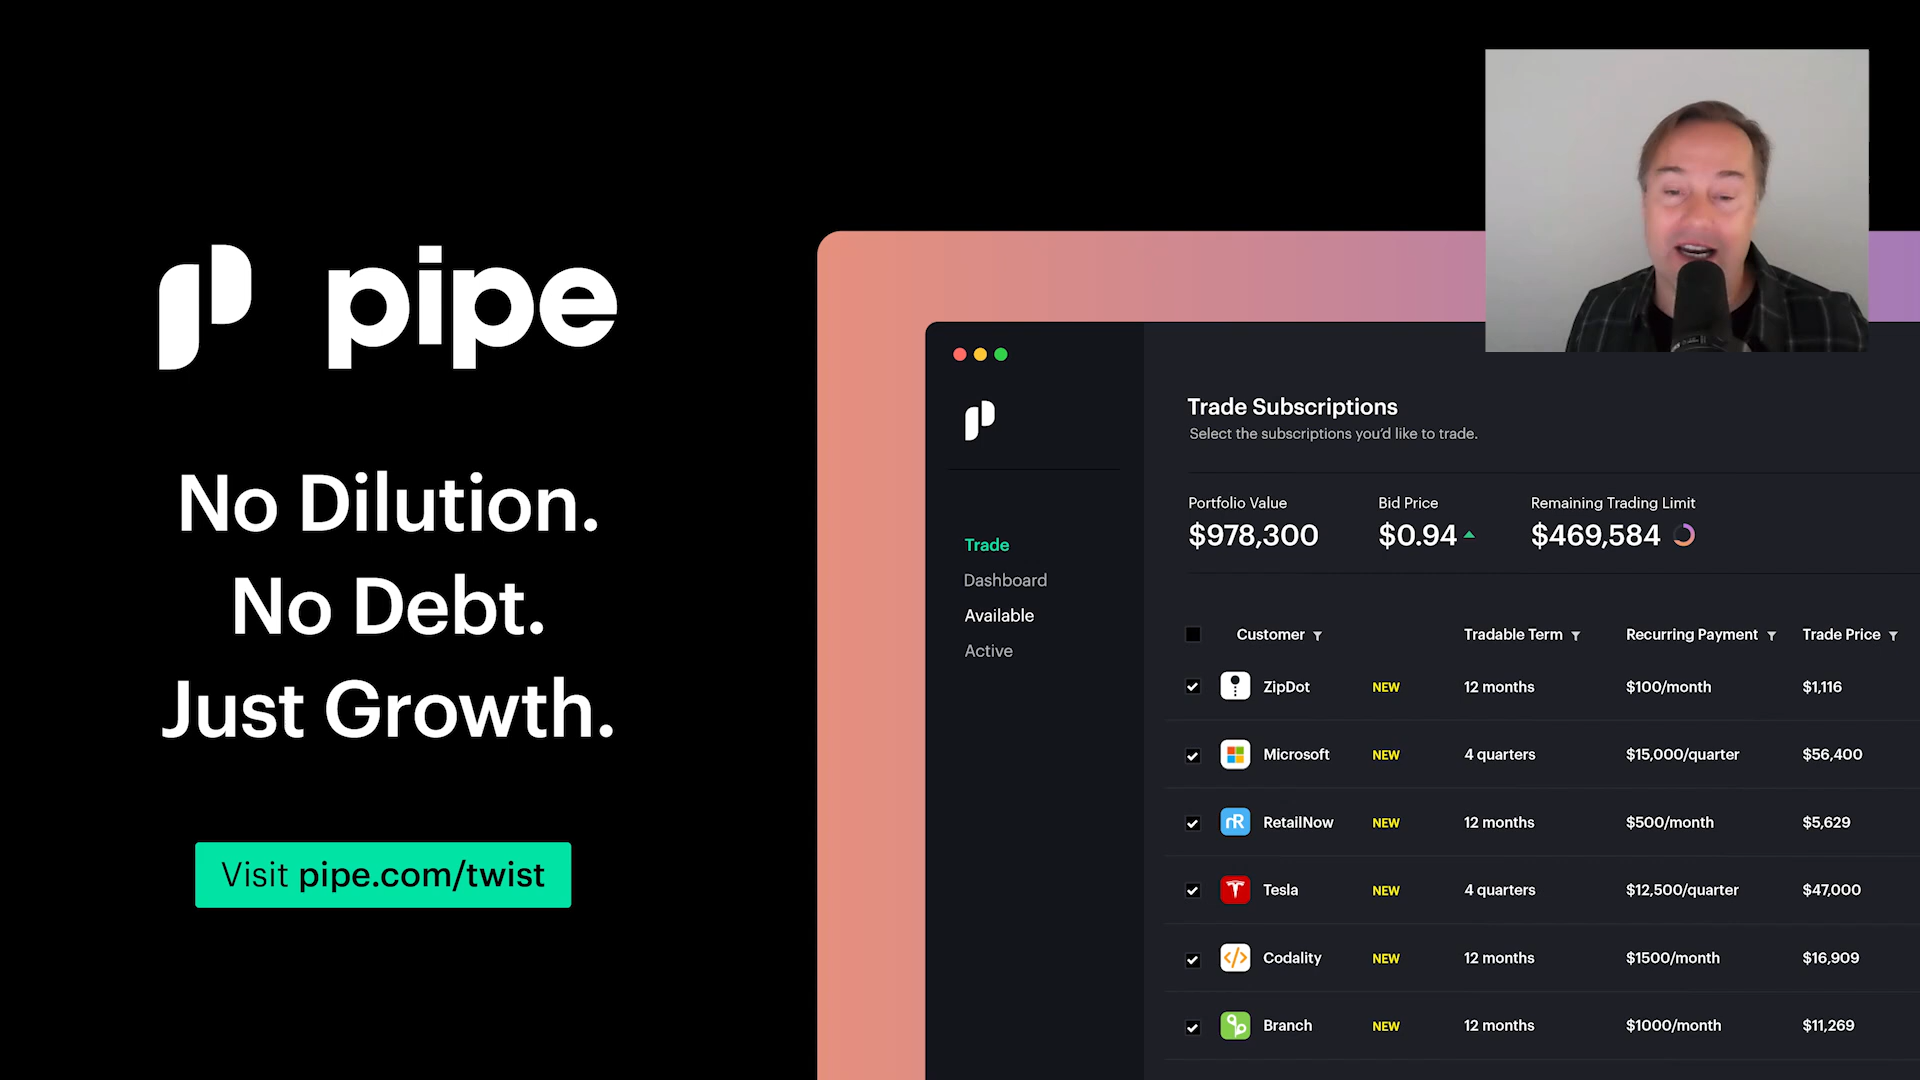 pipe
No Dilution.
No Debt.
Just Growth.
Visit pipe.com/twist
Trade
Dashboard
Available
Active
Trade Subscriptions
Select the subscriptions you'd like to trade.
Portfolio Value Bid Price Remaining Trading Limit
$978,300 $0.94 $469,584
Customer Tradable Term Recurring Payment Trade Price
ZipDot NEW 12 months $100/month $1,116
Microsoft NEW 4 quarters $15,000/quarter $56,400
nR RetailNow NEW 12 months $500/month $5,629
Tesla NEW 4 quarters $12,500/quarter $47,000
</> Codality NEW 12 months $1500/month $16,909
Branch NEW 12 months $1000/month $11,269